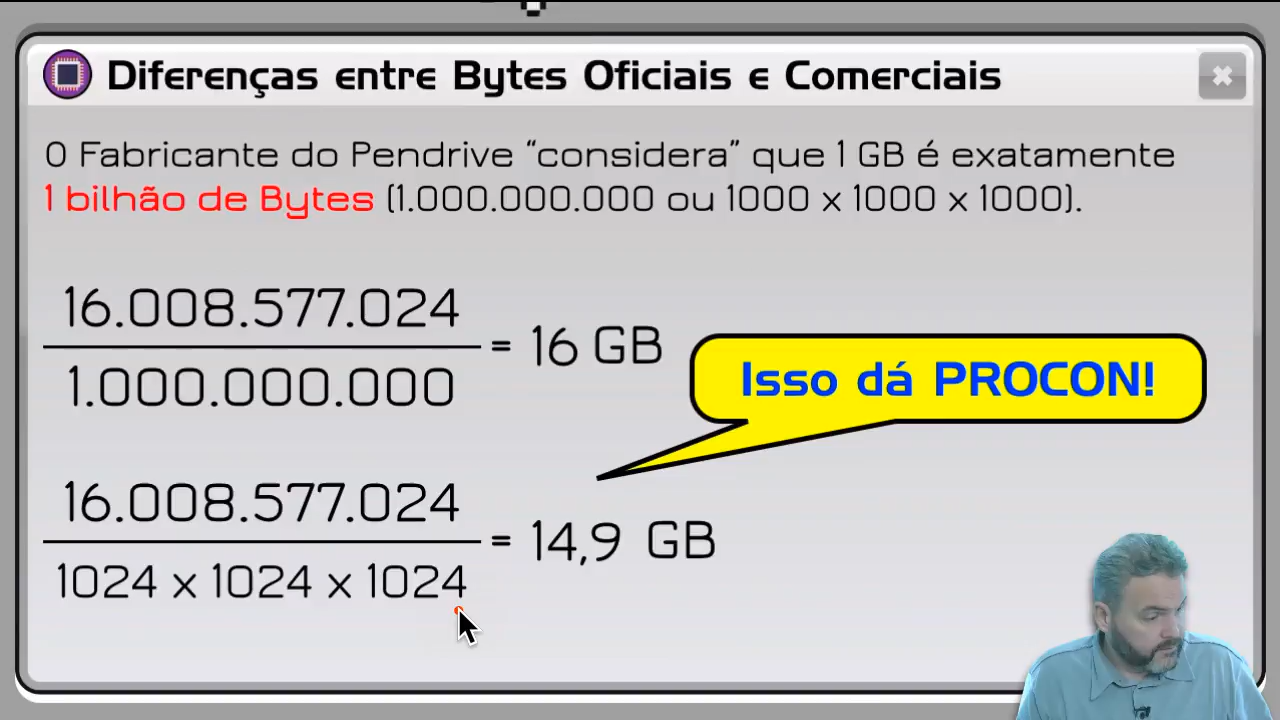 Diferenças entre Bytes Oficiais e Comerciais
O Fabricante do Pendrive “considera” que 1 GB é exatamente
1 bilhão de Bytes (1.000.000.000 ou 1000 x 1000 x 1000).
16.008.577.024
1.000.000.000
= 16 GB
Isso dá PROCON!
16.008.577.024
1024 x 1024 x 1024
= 14,9 GB